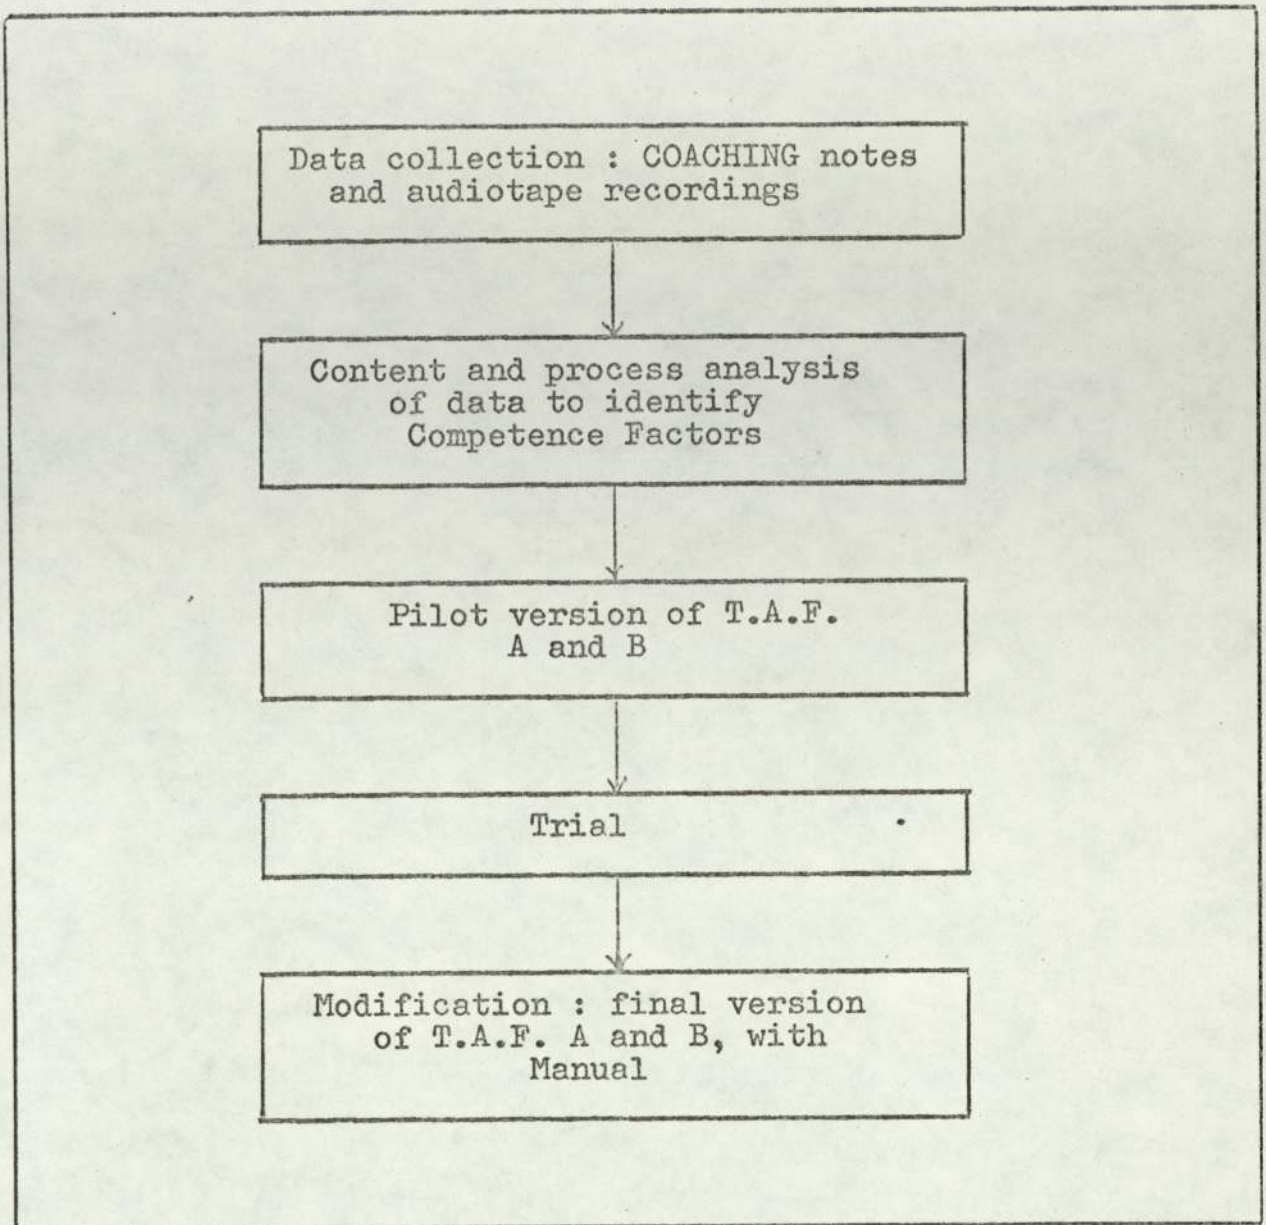 Data collection : COACHING notes
and audiotape recordings
Content and process analysis
of data to identify
Competence Factors
Pilot version of T.A.F.
A and B
Trial
Modification : final version
of T.A.F. A and B, with
Manual